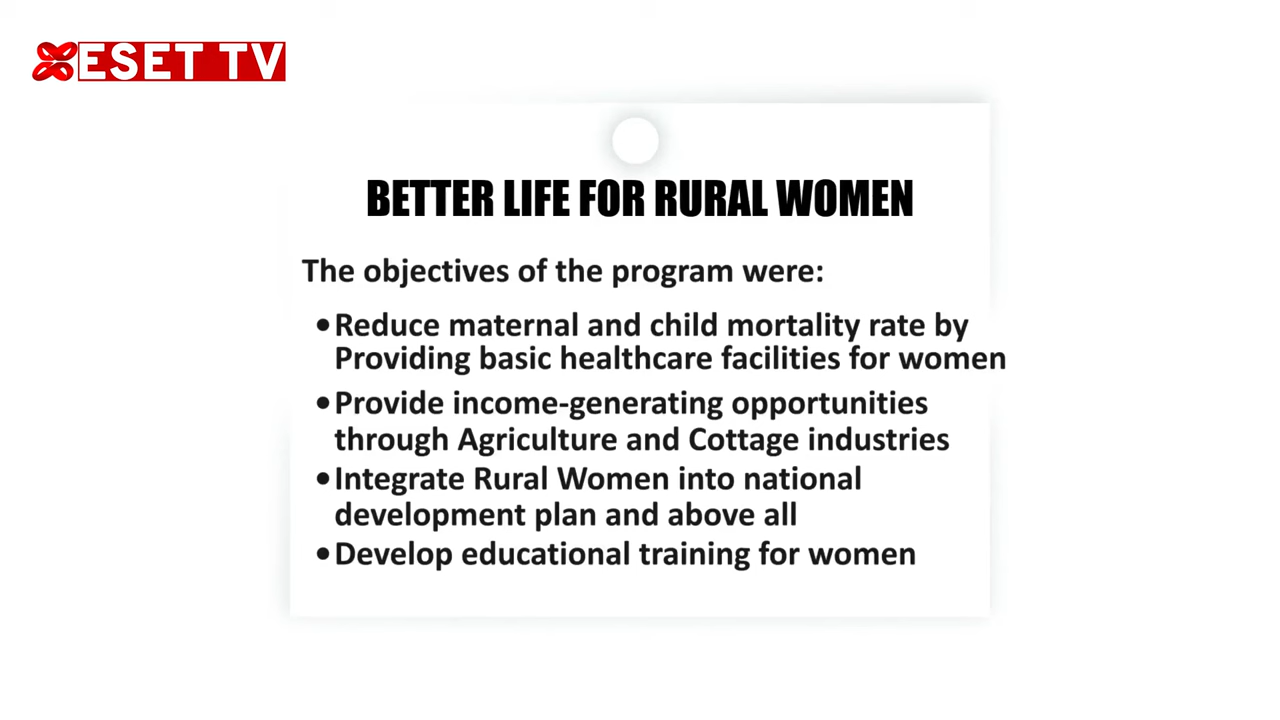 ESET TV
BETTER LIFE FOR RURAL WOMEN
The objectives of the program were:
•Reduce maternal and child mortality rate by
Providing basic healthcare facilities for women
•Provide income-generating opportunities
through Agriculture and Cottage industries
•Integrate Rural Women into national
development plan and above all
•Develop educational training for women